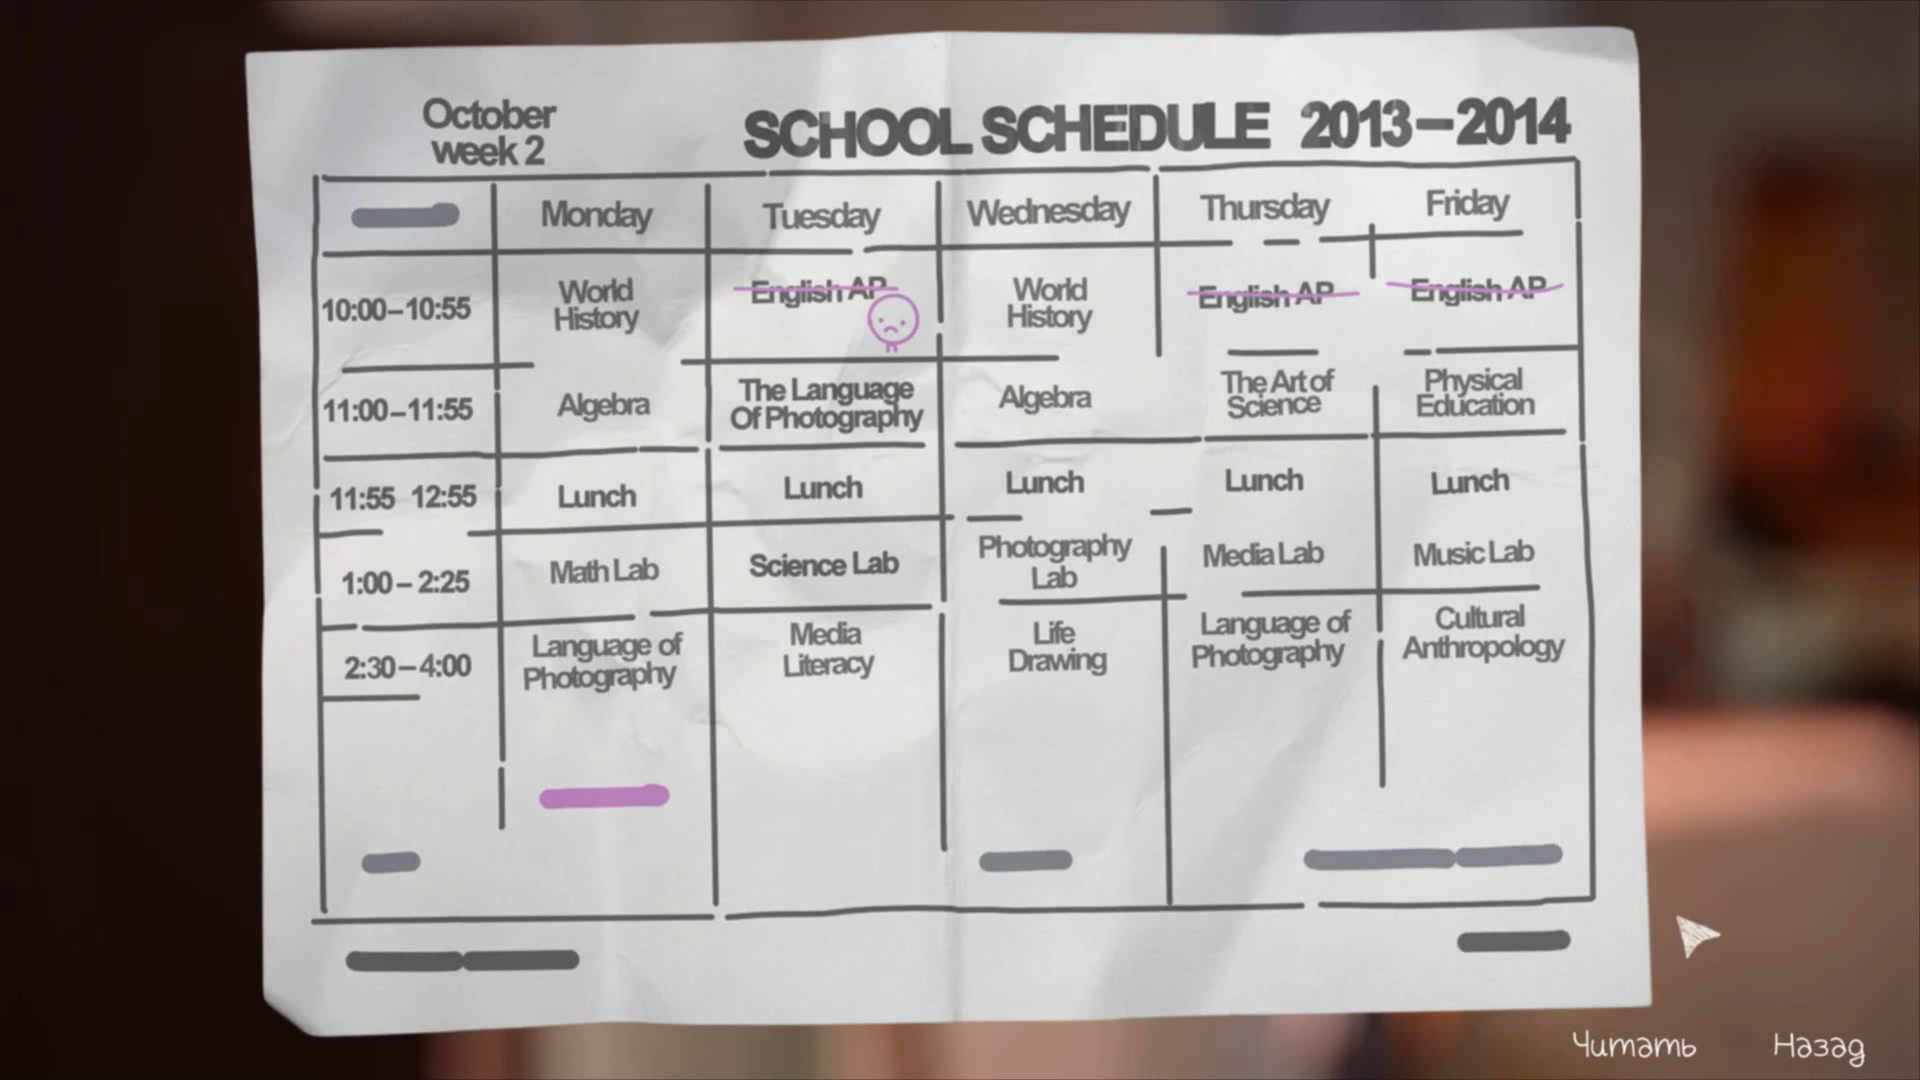 October
week 2
SCHOOL SCHEDULE 2013–2014
Monday
Tuesday
Wednesday
Thursday
Friday
10:00–10:55
World
History
English AP
World
History
English AP
English AP
11:00–11:55
Algebra
The Language
Of Photography
Algebra
The Art of
Science
Physical
Education
11:55 12:55
Lunch
Lunch
Lunch
Lunch
Lunch
1:00–2:25
Math Lab
Science Lab
Photography
Lab
Media Lab
Music Lab
2:30–4:00
Language of
Photography
Media
Literacy
Life
Drawing
Language of
Photography
Cultural
Anthropology
Читать
Назад